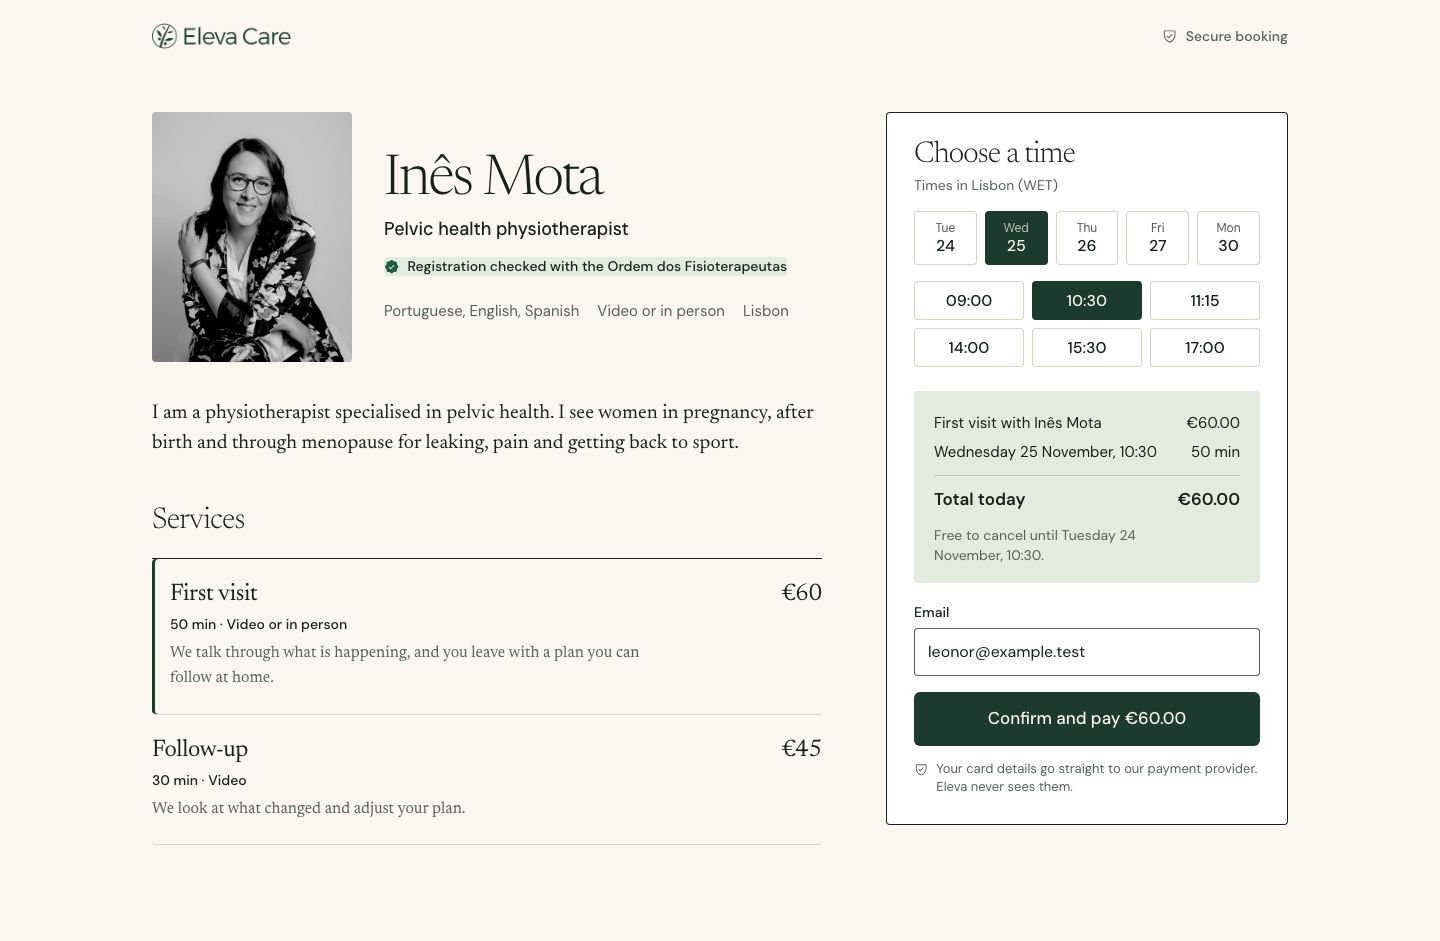 Eleva Care
Secure booking
Inês Mota
Pelvic health physiotherapist
Registration checked with the Ordem dos Fisioterapeutas
Portuguese, English, Spanish Video or in person Lisbon
I am a physiotherapist specialised in pelvic health. I see women in pregnancy, after
birth and through menopause for leaking, pain and getting back to sport.
Services
First visit €60
50 min · Video or in person
We talk through what is happening, and you leave with a plan you can
follow at home.
Follow-up €45
30 min · Video
We look at what changed and adjust your plan.
Choose a time
Times in Lisbon (WET)
Tue Wed Thu Fri Mon
24 25 26 27 30
09:00 10:30 11:15
14:00 15:30 17:00
First visit with Inês Mota €60.00
Wednesday 25 November, 10:30 50 min
Total today €60.00
Free to cancel until Tuesday 24
November, 10:30.
Email
leonor@example.test
Confirm and pay €60.00
Your card details go straight to our payment provider.
Eleva never sees them.